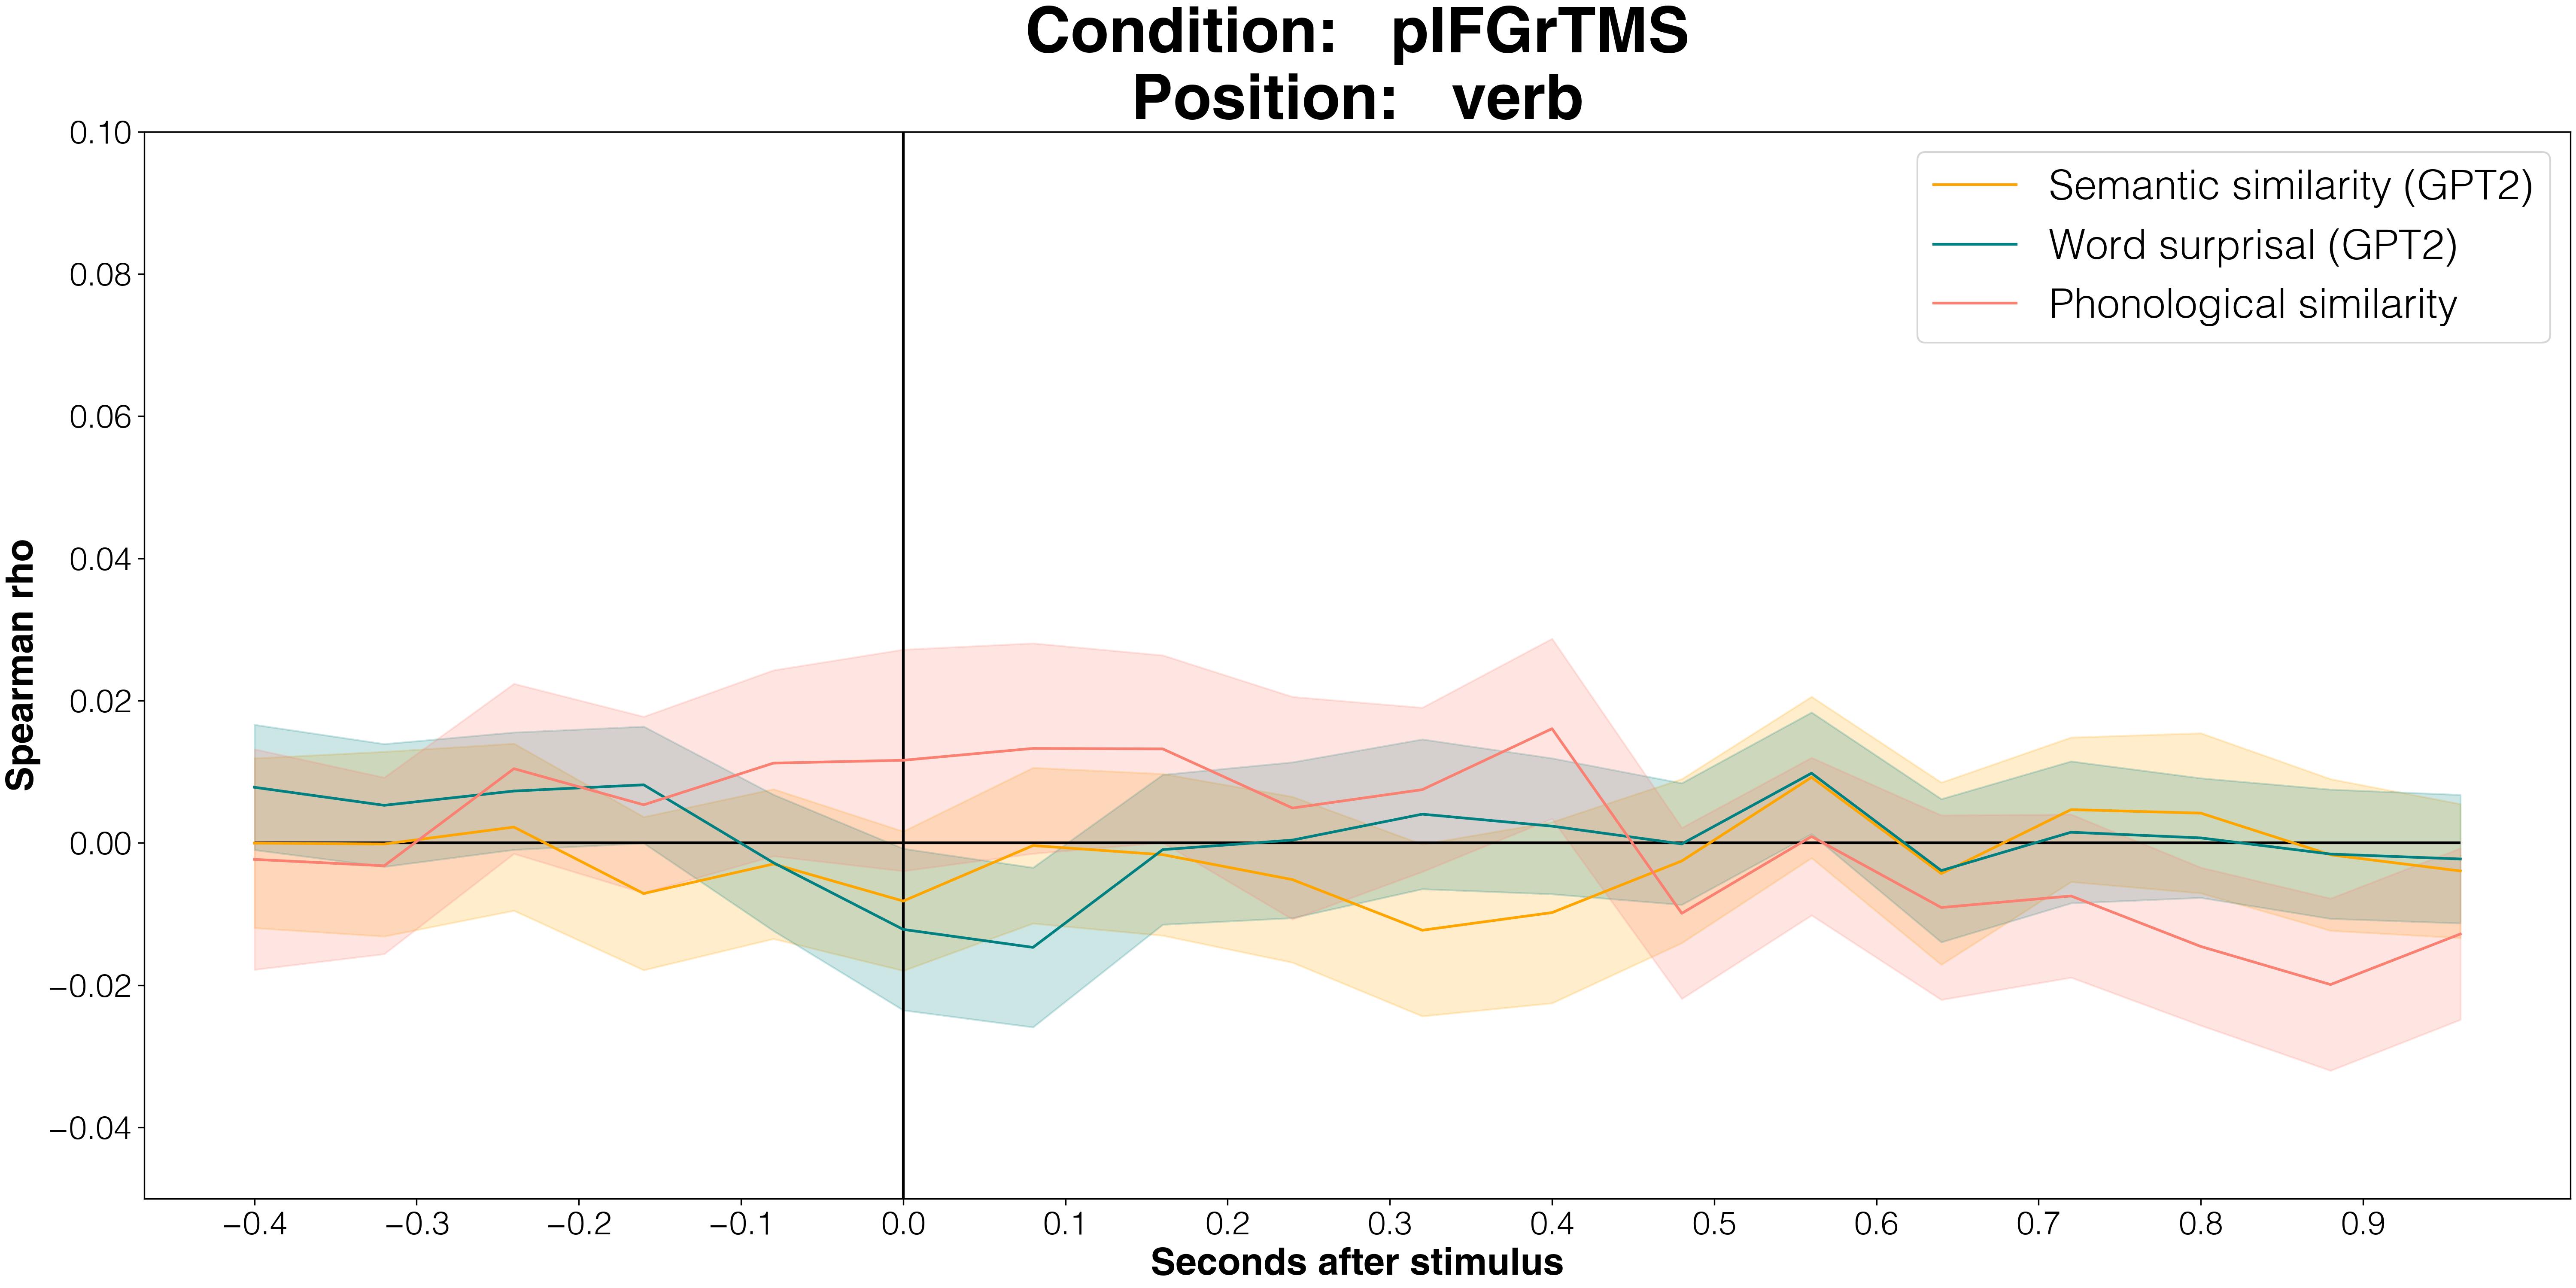 Condition: pIFGrTMS
Position: verb
0.10
0.08
0.06
0.04
0.02
0.00
−0.02
−0.04
Spearman rho
Semantic similarity (GPT2)
Word surprisal (GPT2)
Phonological similarity
−0.4 −0.3 −0.2 −0.1 0.0 0.1 0.2 0.3 0.4 0.5 0.6 0.7 0.8 0.9
Seconds after stimulus